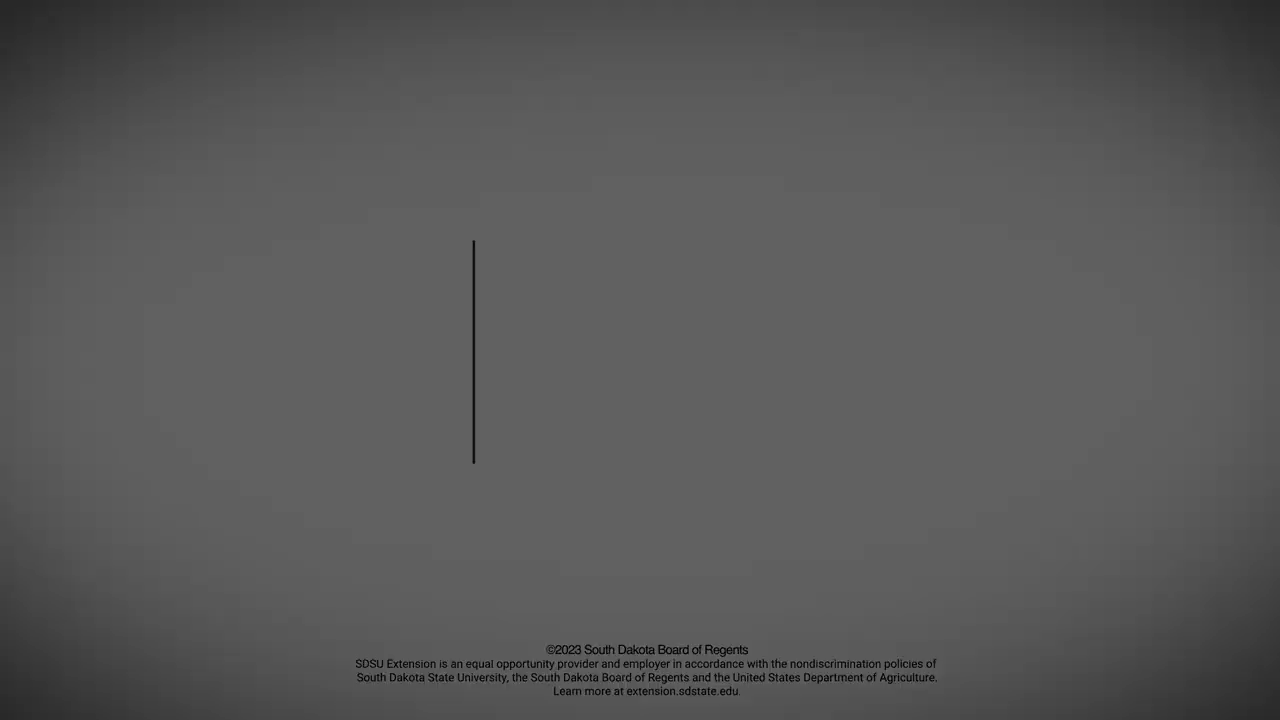 ©2023 South Dakota Board of Regents
SDSU Extension is an equal opportunity provider and employer in accordance with the nondiscrimination policies of
South Dakota State University, the South Dakota Board of Regents and the United States Department of Agriculture.
Learn more at extension.sdstate.edu.